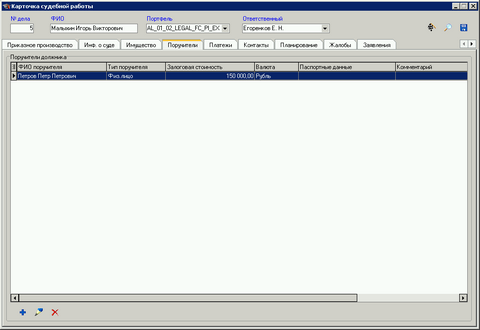 Карточка судебной работы
№ дела ФИО Портфель Ответственный
5 Малыхин Игорь Викторович AL_01_02_LEGAL_FC_PI_EX Егоренков Е. Н.
Приказное производство Инф. о суде Имущество Поручители Платежи Контакты Планирование Жалобы Заявления
Поручители должника
ФИО поручителя Тип поручителя Залоговая стоимость Валюта Паспортные данные Комментарий
Петров Петр Петрович Физ.лицо 150 000,00 Рубль